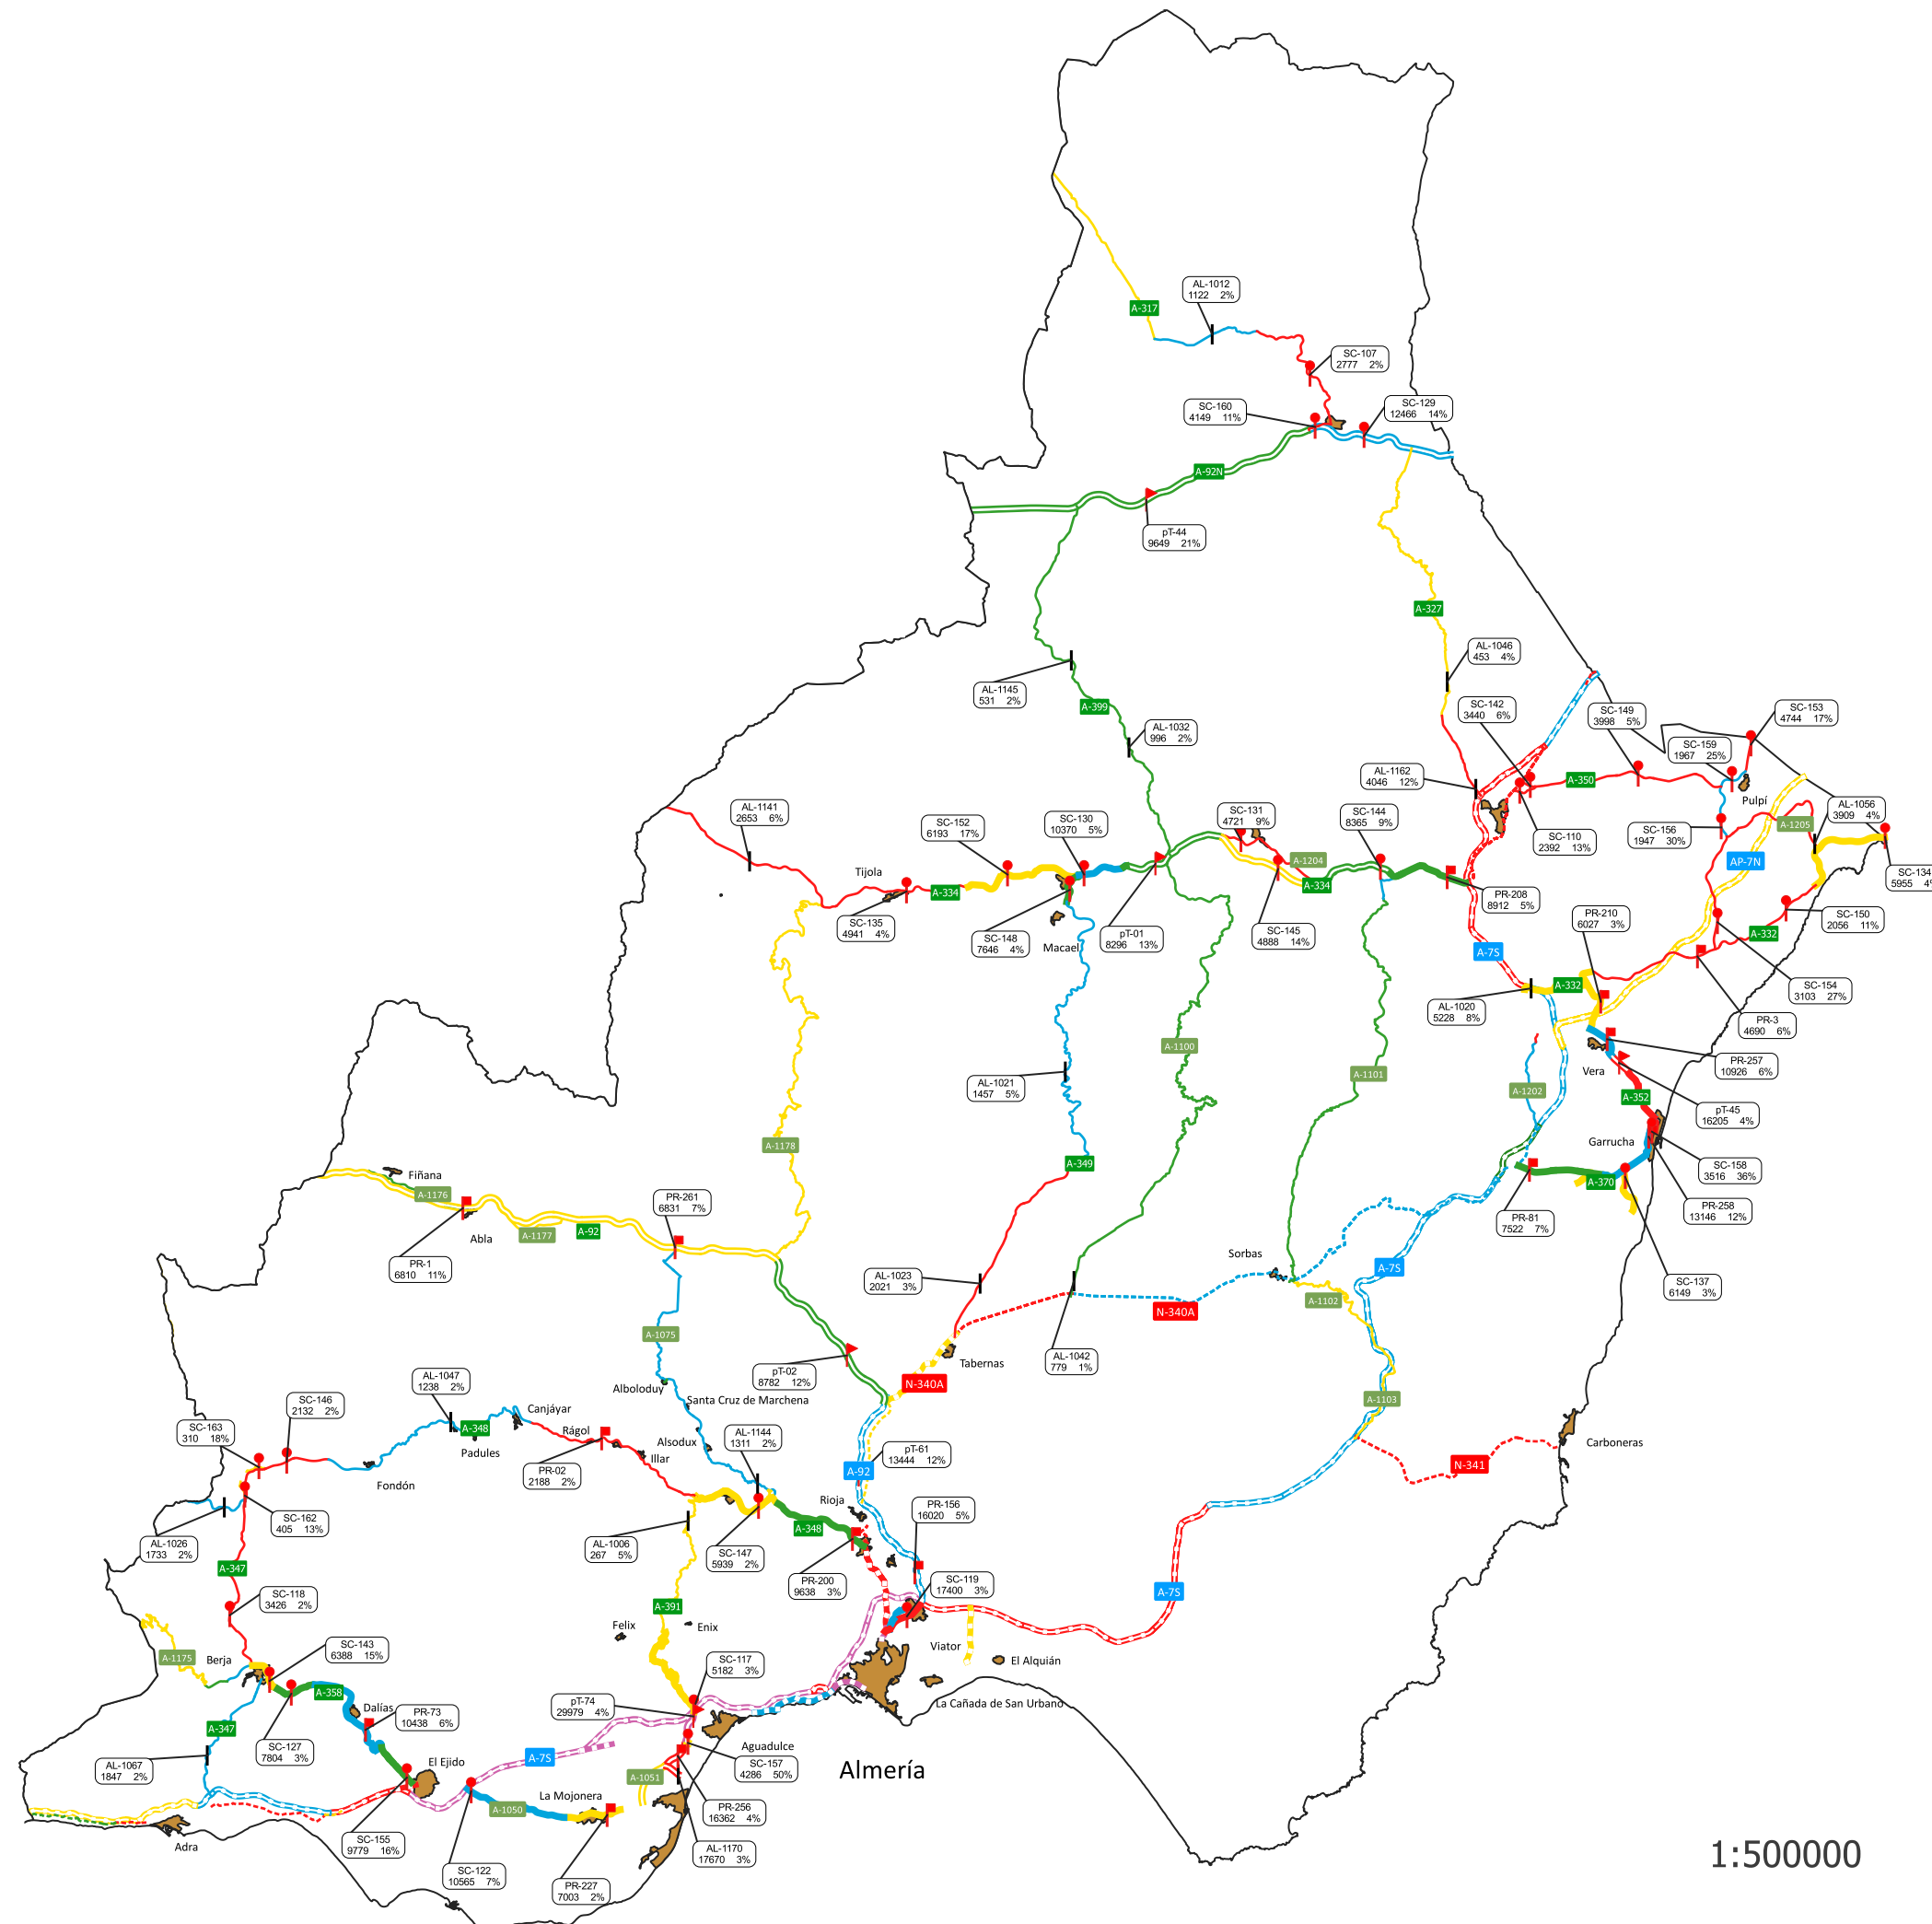 AL-1012
1122 2%
A-317
SC-107
2777 2%
SC-160
4149 11%
SC-129
12466 14%
A-92N
pT-44
9649 21%
A-327
AL-1046
453 4%
AL-1145
531 2%
A-399
SC-142
3440 6%
SC-149
3998 5%
SC-153
4744 17%
AL-1032
996 2%
SC-159
1967 25%
AL-1162
4046 12%
A-350
Pulpí
AL-1141
2653 6%
SC-152
6193 17%
SC-130
10370 5%
SC-131
4721 9%
SC-144
8365 9%
AL-1056
3909 4%
A-1205
SC-110
2392 13%
SC-156
1947 30%
AP-7N
A-1204
Tijola
A-334
A-334
SC-134
5955 4%
PR-208
8912 5%
SC-135
4941 4%
SC-148
7646 4%
Macael
pT-01
8296 13%
SC-145
4888 14%
PR-210
6027 3%
SC-150
2056 11%
A-332
A-7S
A-332
SC-154
3103 27%
AL-1020
5228 8%
PR-3
4690 6%
A-1100
PR-257
10926 6%
Vera
A-1101
AL-1021
1457 5%
A-1202
A-352
pT-45
16205 4%
A-1178
Garrucha
A-349
SC-158
3516 36%
Fiñana
A-1176
A-370
PR-261
6831 7%
PR-258
13146 12%
PR-81
7522 7%
Abla
A-1177
A-92
PR-1
6810 11%
Sorbas
A-7S
AL-1023
2021 3%
SC-137
6149 3%
A-1102
N-340A
A-1075
Tabernas
AL-1042
779 1%
pT-02
8782 12%
N-340A
AL-1047
1238 2%
Alboloduy
Santa Cruz de Marchena
A-1103
SC-146
2132 2%
Canjáyar
SC-163
310 18%
A-348
Rágol
Padules
Alsodux
AL-1144
1311 2%
Illar
pT-61
13444 12%
Carboneras
A-92
N-341
PR-02
2188 2%
Fondón
Rioja
PR-156
16020 5%
SC-162
405 13%
A-348
AL-1026
1733 2%
AL-1006
267 5%
SC-147
5939 2%
A-347
PR-200
9638 3%
SC-119
17400 3%
A-7S
SC-118
3426 2%
A-391
Felix
Enix
Viator
SC-143
6388 15%
A-1175
Berja
El Alquián
SC-117
5182 3%
A-358
La Cañada de San Urbano
pT-74
29979 4%
Dalías
PR-73
10438 6%
A-347
SC-127
7804 3%
Aguadulce
A-7S
SC-157
4286 50%
El Ejido
AL-1067
1847 2%
Almería
A-1051
La Mojonera
A-1050
PR-256
16362 4%
Adra
SC-155
9779 16%
AL-1170
17670 3%
1:500000
SC-122
10565 7%
PR-227
7003 2%